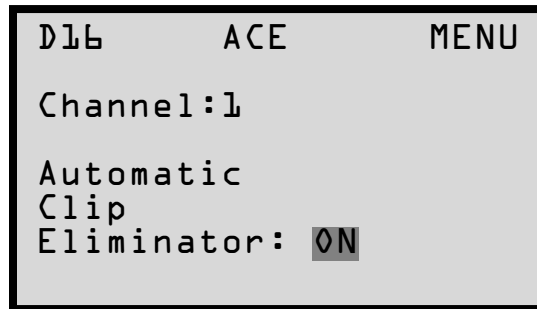 D16 ACE MENU
Channel:1
Automatic
Clip
Eliminator: ON